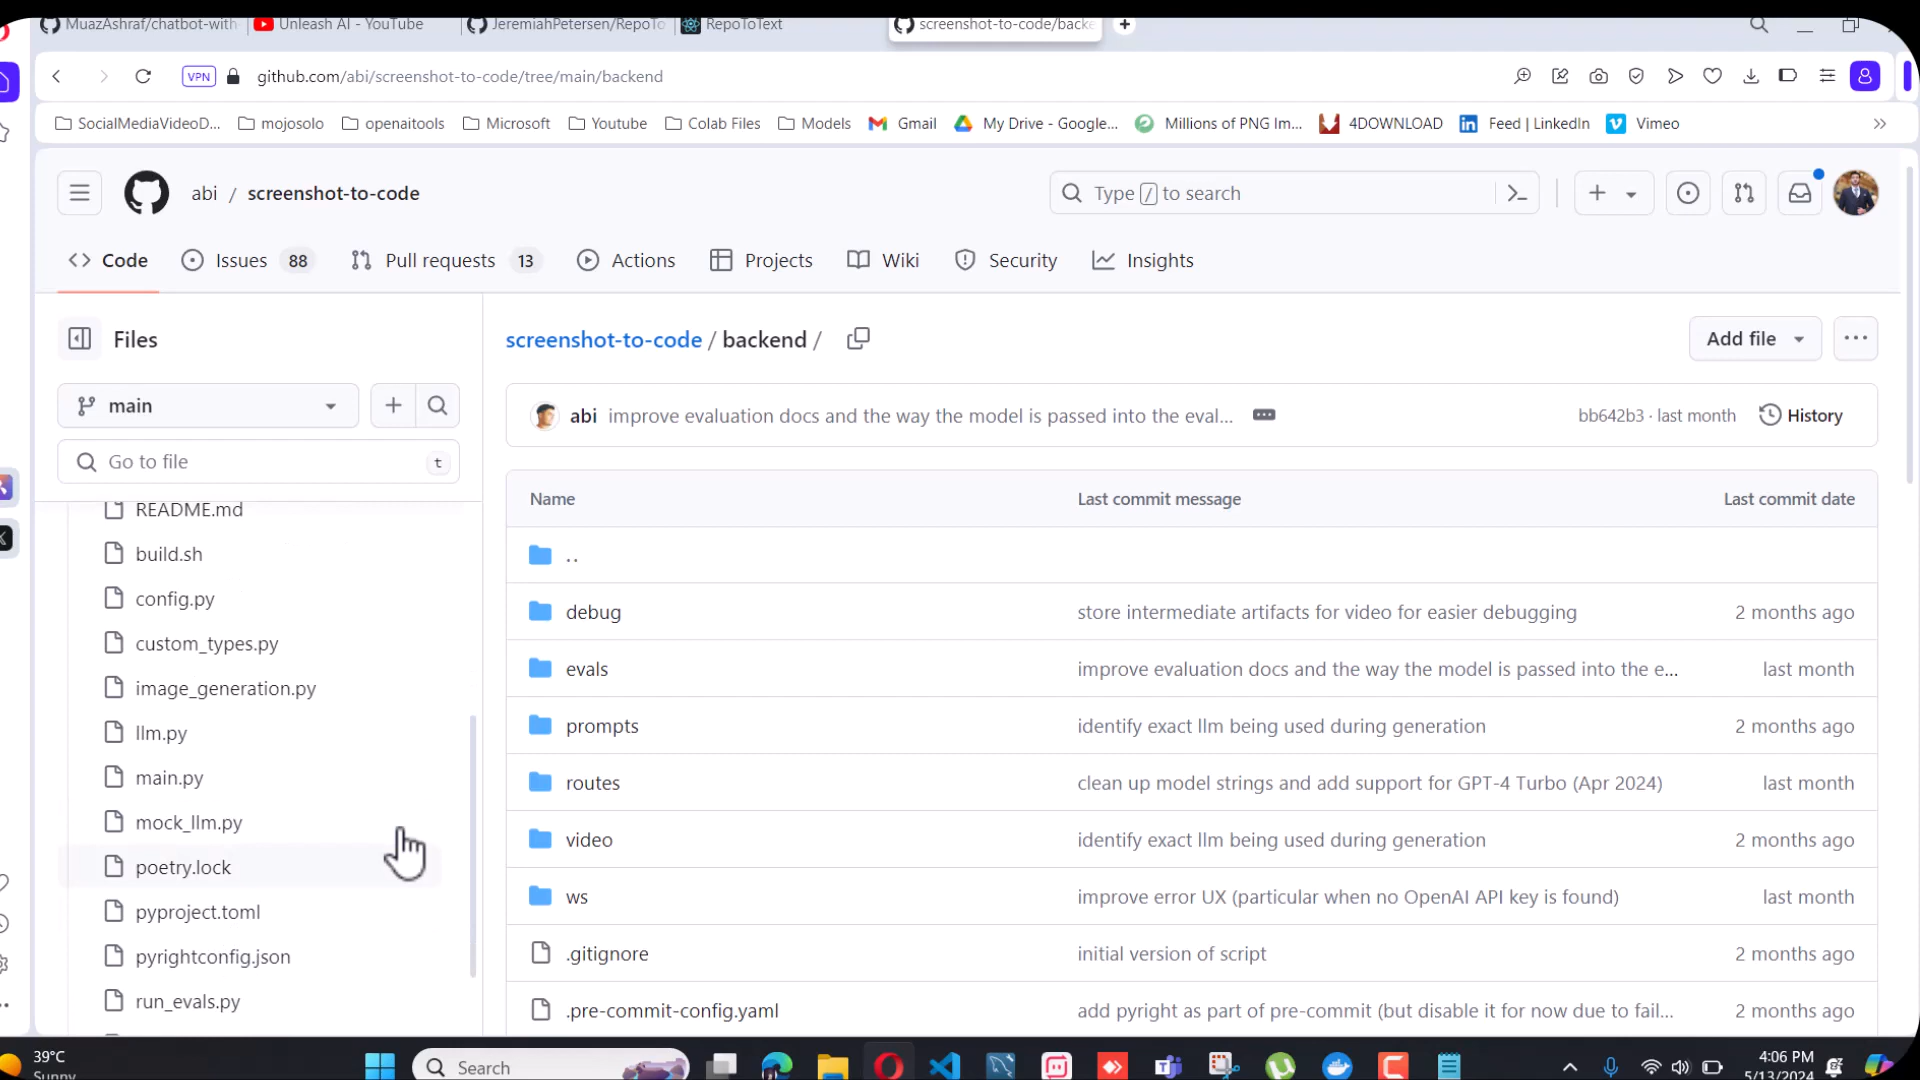 MuazAshraf/chatbot-with-
Unleash AI - YouTube
JeremiahPetersen/RepoTo
RepoToText
screenshot-to-code/backe
VPN
github.com/abi/screenshot-to-code/tree/main/backend
SocialMediaVideoD...
mojosolo
openaitools
Microsoft
Youtube
Colab Files
Models
Gmail
My Drive - Google...
Millions of PNG Im...
4DOWNLOAD
Feed | LinkedIn
Vimeo
abi / screenshot-to-code
Type / to search
Code
Issues 88
Pull requests 13
Actions
Projects
Wiki
Security
Insights
Files
main
Go to file
t
README.md
build.sh
config.py
custom_types.py
image_generation.py
llm.py
main.py
mock_llm.py
poetry.lock
pyproject.toml
pyrightconfig.json
run_evals.py
screenshot-to-code / backend /
Add file
abi improve evaluation docs and the way the model is passed into the eval...
bb642b3 · last month
History
Name Last commit message Last commit date
..
debug store intermediate artifacts for video for easier debugging 2 months ago
evals improve evaluation docs and the way the model is passed into the e... last month
prompts identify exact llm being used during generation 2 months ago
routes clean up model strings and add support for GPT-4 Turbo (Apr 2024) last month
video identify exact llm being used during generation 2 months ago
ws improve error UX (particular when no OpenAI API key is found) last month
.gitignore initial version of script 2 months ago
.pre-commit-config.yaml add pyright as part of pre-commit (but disable it for now due to fail... 2 months ago
39°C
Sunny
Search
4:06 PM
5/13/2024